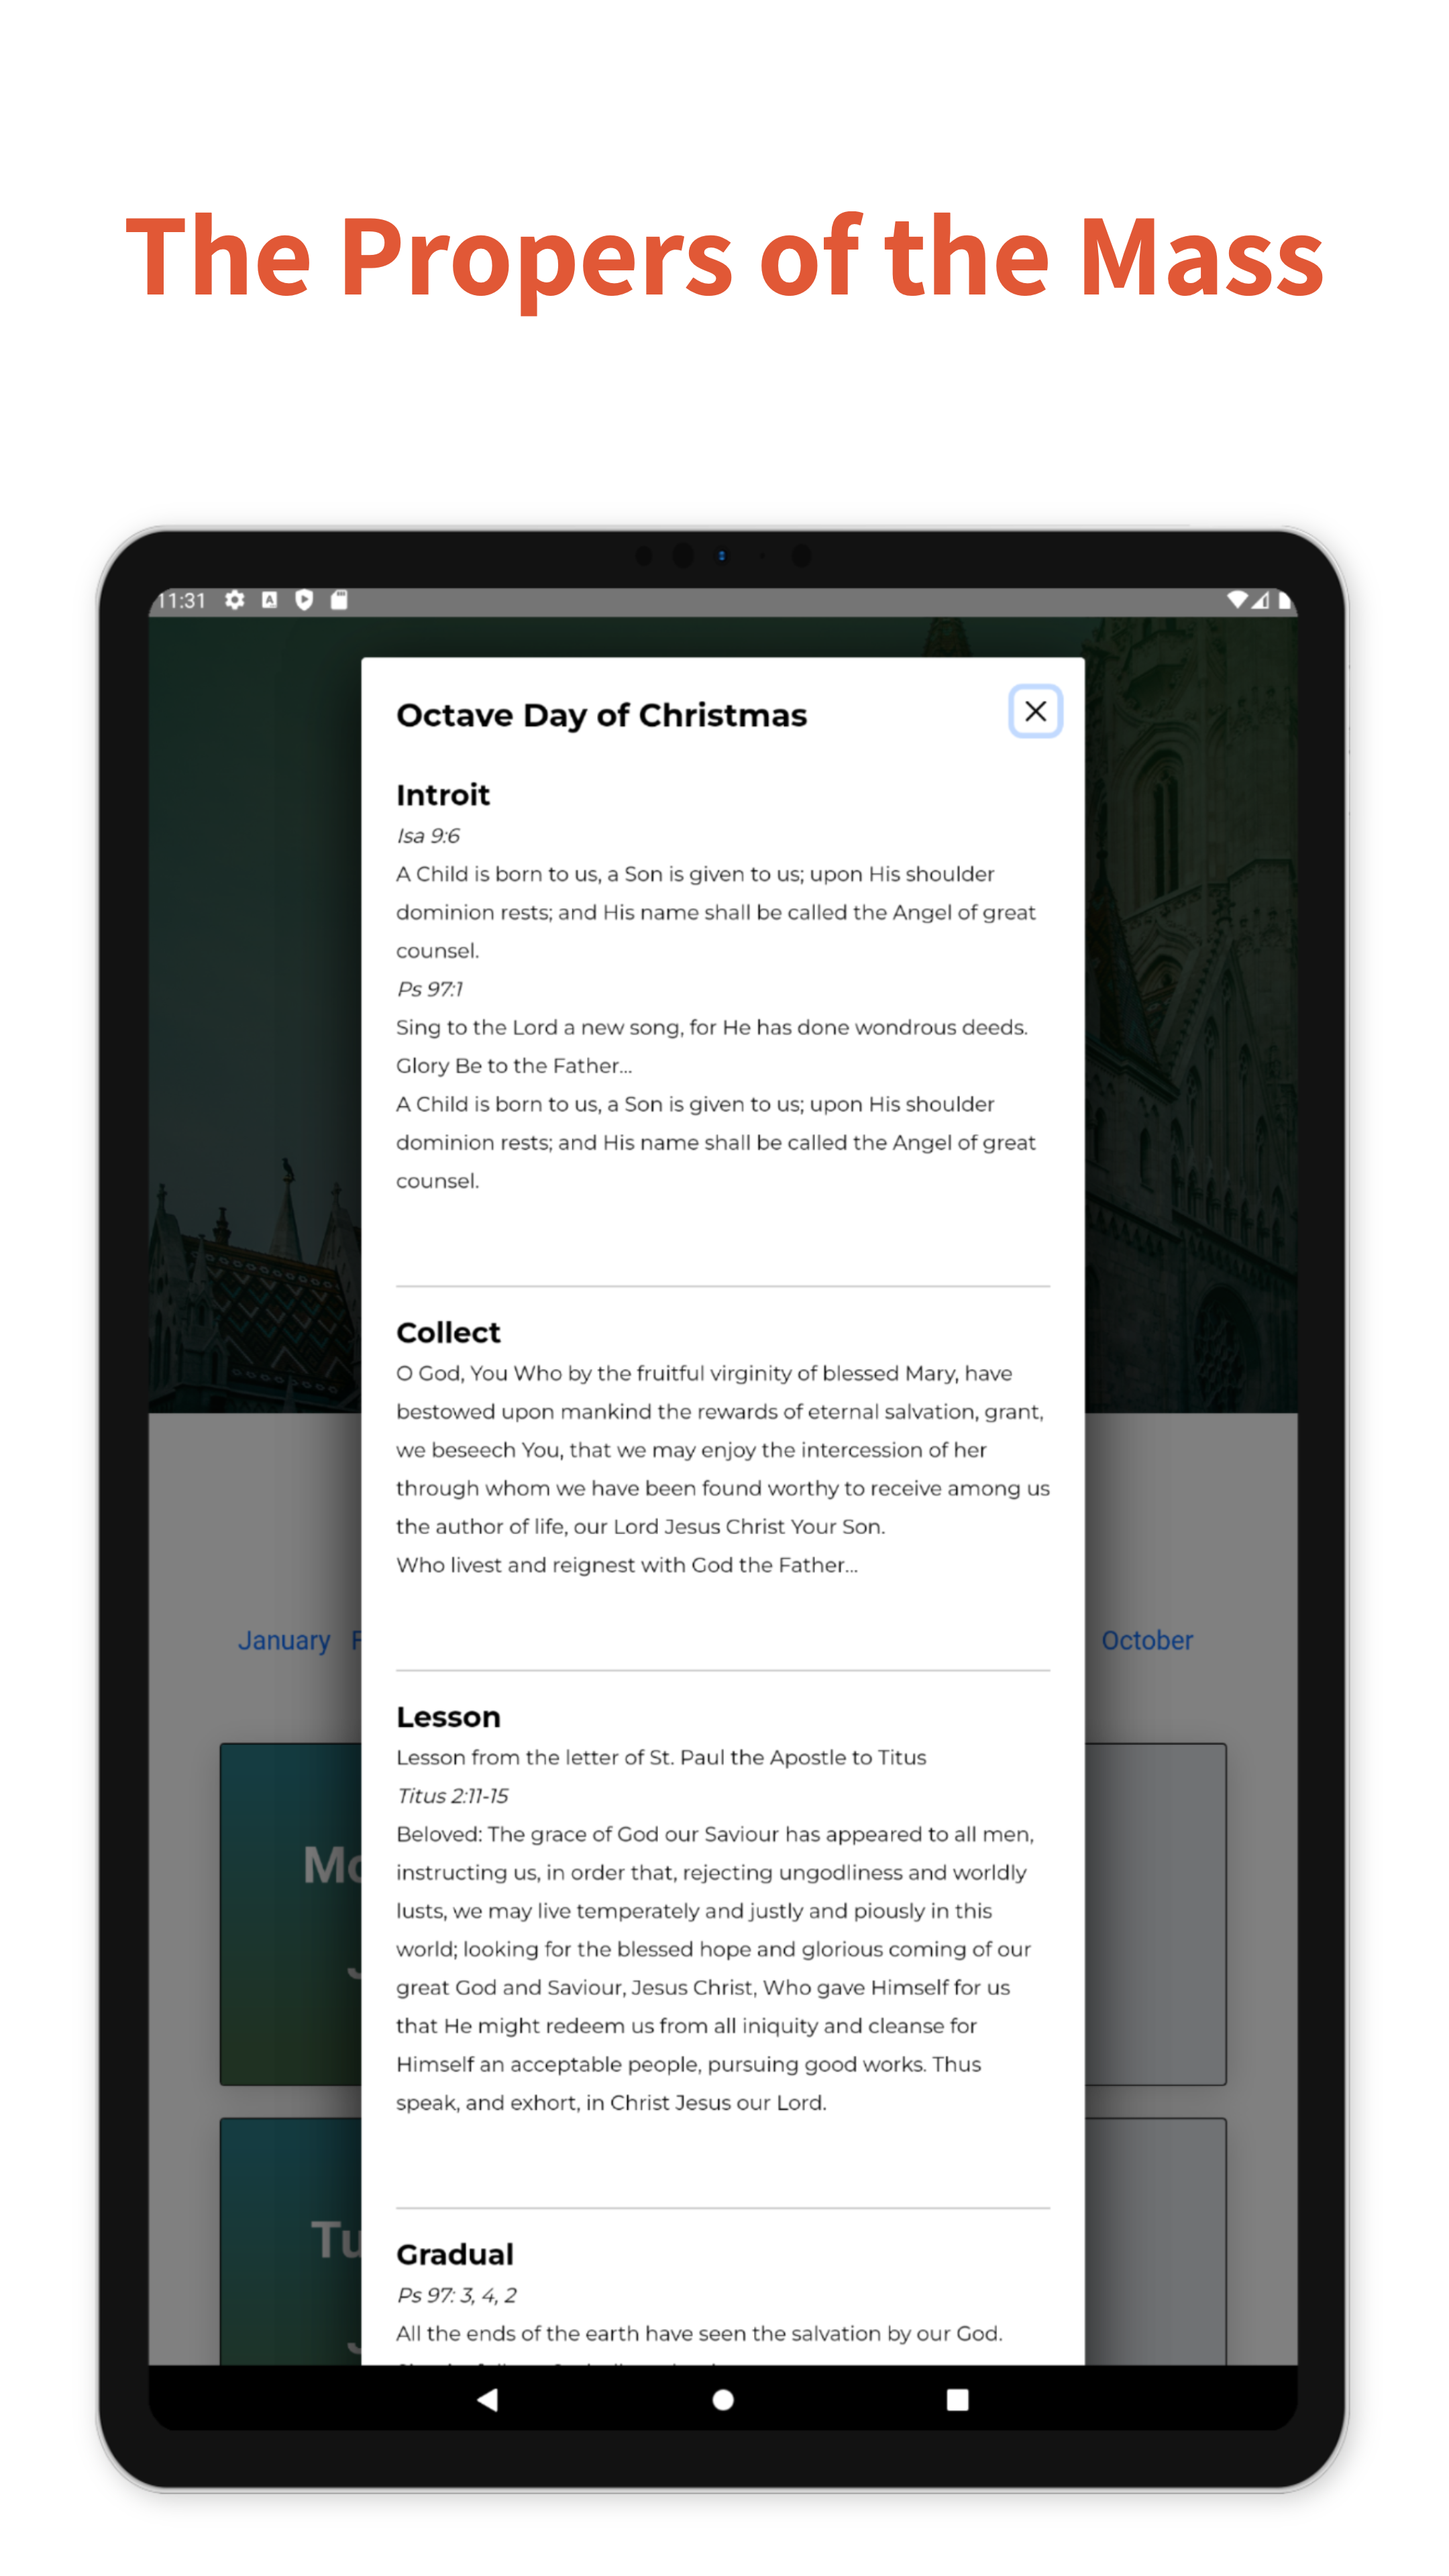 The Propers of the Mass
11:31
Octave Day of Christmas
Introit
Isa 9:6
A Child is born to us, a Son is given to us; upon His shoulder
dominion rests; and His name shall be called the Angel of great
counsel.
Ps 97:1
Sing to the Lord a new song, for He has done wondrous deeds.
Glory Be to the Father...
A Child is born to us, a Son is given to us; upon His shoulder
dominion rests; and His name shall be called the Angel of great
counsel.
Collect
O God, You Who by the fruitful virginity of blessed Mary, have
bestowed upon mankind the rewards of eternal salvation, grant,
we beseech You, that we may enjoy the intercession of her
through whom we have been found worthy to receive among us
the author of life, our Lord Jesus Christ Your Son.
Who livest and reignest with God the Father...
January F
October
Lesson
Lesson from the letter of St. Paul the Apostle to Titus
Titus 2:11-15
Beloved: The grace of God our Saviour has appeared to all men,
instructing us, in order that, rejecting ungodliness and worldly
lusts, we may live temperately and justly and piously in this
world; looking for the blessed hope and glorious coming of our
great God and Saviour, Jesus Christ, Who gave Himself for us
that He might redeem us from all iniquity and cleanse for
Himself an acceptable people, pursuing good works. Thus
speak, and exhort, in Christ Jesus our Lord.
Mo
Tu
Gradual
Ps 97: 3, 4, 2
All the ends of the earth have seen the salvation by our God.